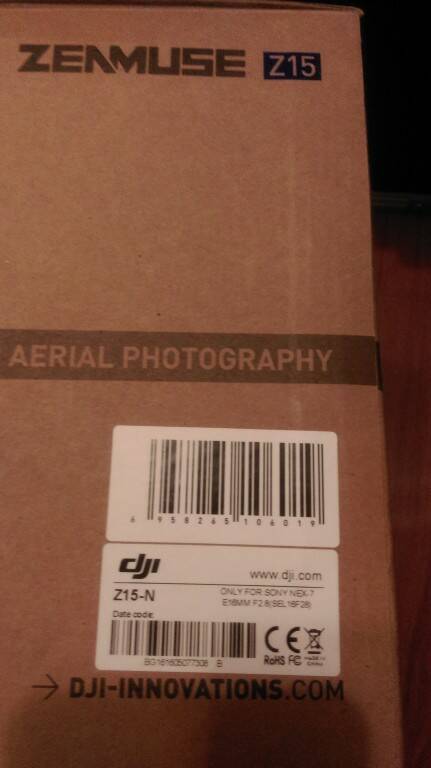 ZENMUSE Z15
AERIAL PHOTOGRAPHY
6 958265 106019
dji
www.dji.com
Z15-N
ONLY FOR SONY NEX-7
E16MM F2.8(SEL16F28)
Date code:
BG161605077308 B
CE
RoHS FC
→ DJI-INNOVATIONS.COM